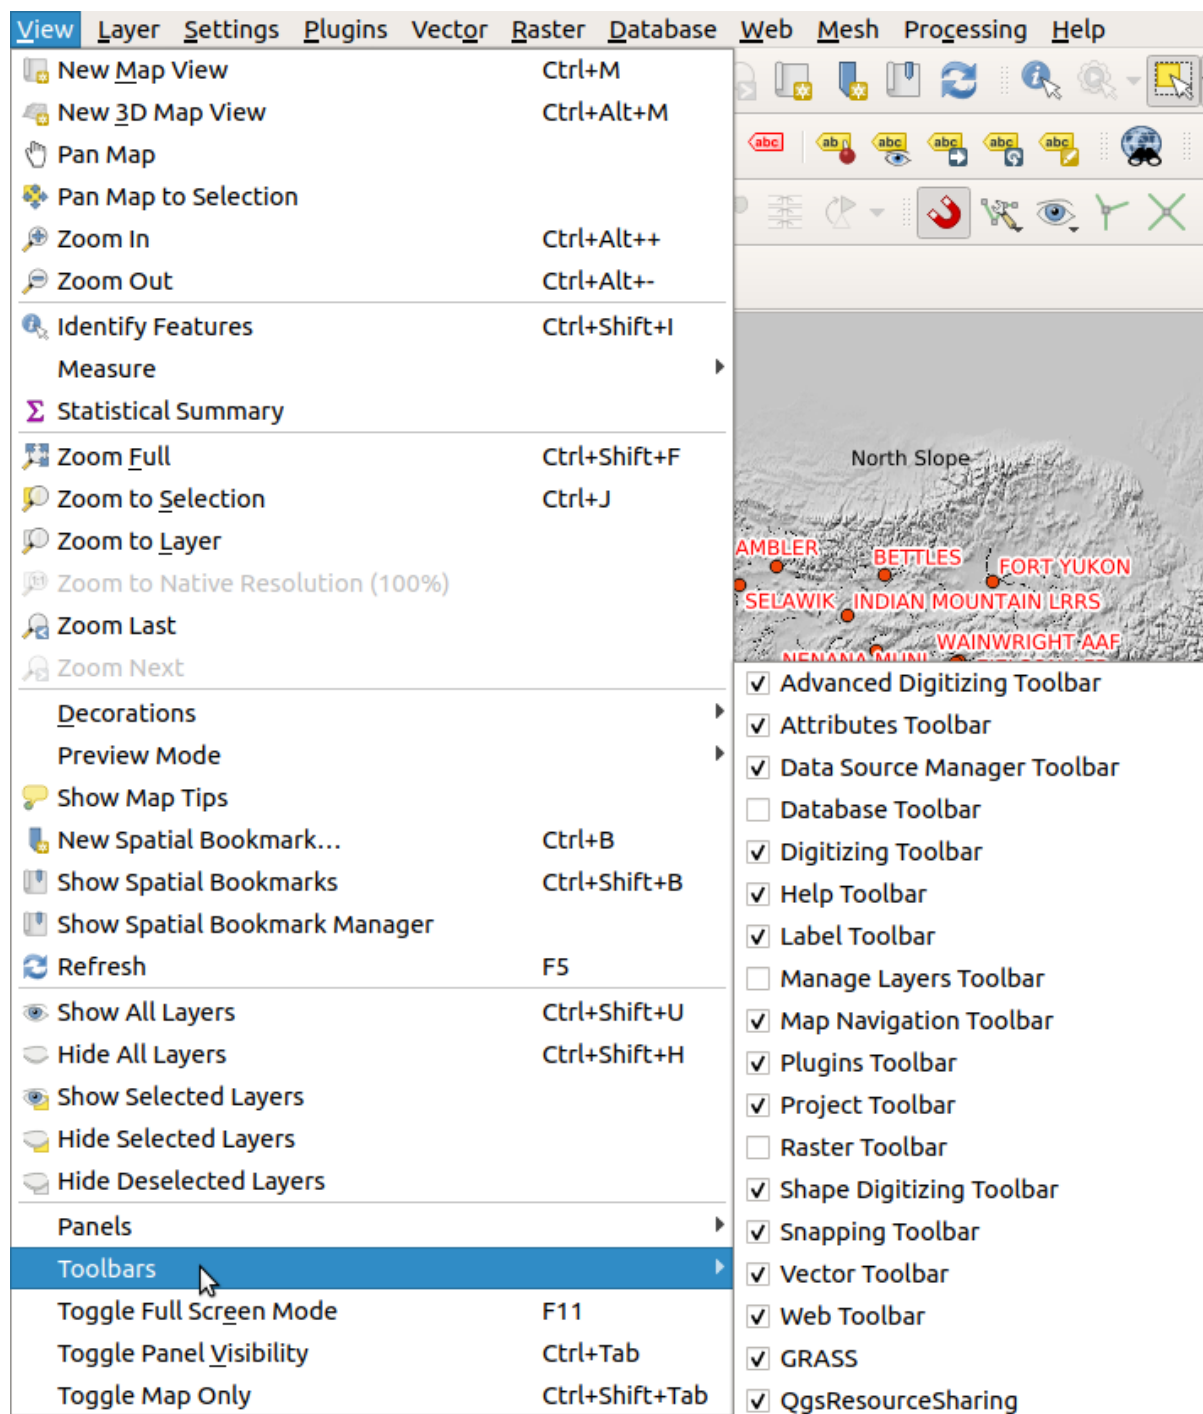 View Layer Settings Plugins Vector Raster Database Web Mesh Processing Help
New Map View Ctrl+M
New 3D Map View Ctrl+Alt+M
Pan Map
Pan Map to Selection
Zoom In Ctrl+Alt++
Zoom Out Ctrl+Alt+-
Identify Features Ctrl+Shift+I
Measure
Statistical Summary
Zoom Full Ctrl+Shift+F
Zoom to Selection Ctrl+J
Zoom to Layer
Zoom to Native Resolution (100%)
Zoom Last
Zoom Next
Decorations
Preview Mode
Show Map Tips
New Spatial Bookmark... Ctrl+B
Show Spatial Bookmarks Ctrl+Shift+B
Show Spatial Bookmark Manager
Refresh F5
Show All Layers Ctrl+Shift+U
Hide All Layers Ctrl+Shift+H
Show Selected Layers
Hide Selected Layers
Hide Deselected Layers
Panels
Toolbars
Toggle Full Screen Mode F11
Toggle Panel Visibility Ctrl+Tab
Toggle Map Only Ctrl+Shift+Tab
abc ab abc abc abc abc
North Slope
AMBLER BETTLES
FORT YUKON
SELAWIK INDIAN MOUNTAIN LRRS
WAINWRIGHT AAF
NENANA MUNI
Advanced Digitizing Toolbar
Attributes Toolbar
Data Source Manager Toolbar
Database Toolbar
Digitizing Toolbar
Help Toolbar
Label Toolbar
Manage Layers Toolbar
Map Navigation Toolbar
Plugins Toolbar
Project Toolbar
Raster Toolbar
Shape Digitizing Toolbar
Snapping Toolbar
Vector Toolbar
Web Toolbar
GRASS
QgsResourceSharing